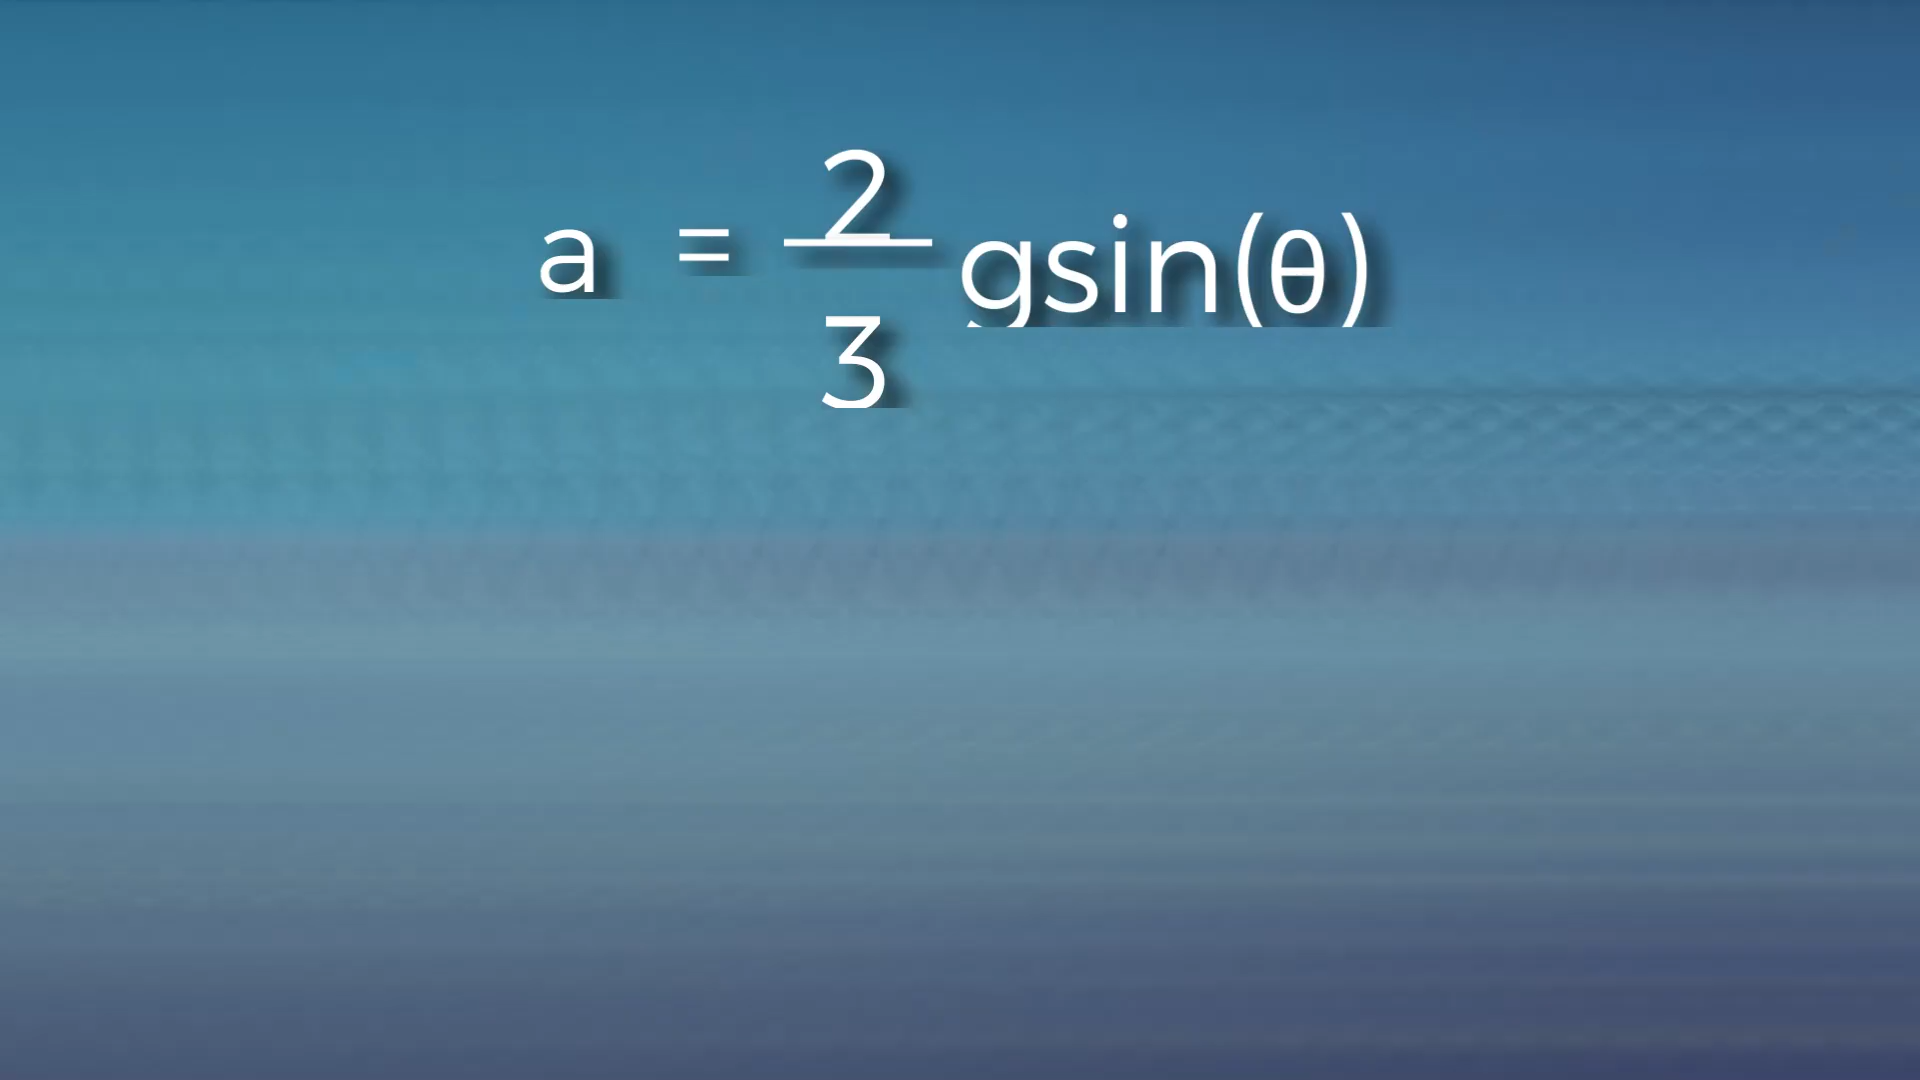 a = 2/3 gsin(θ)